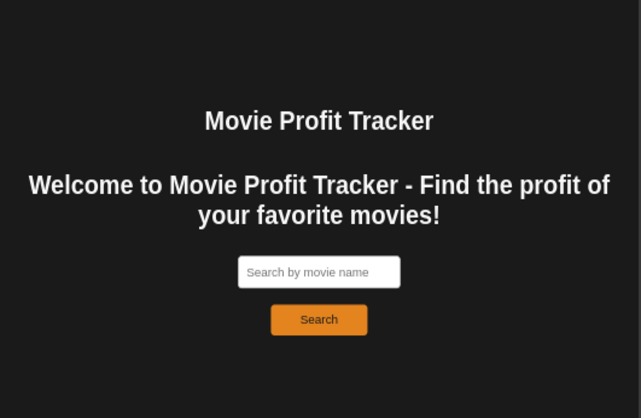 Movie Profit Tracker
Welcome to Movie Profit Tracker - Find the profit of
your favorite movies!
Search by movie name
Search